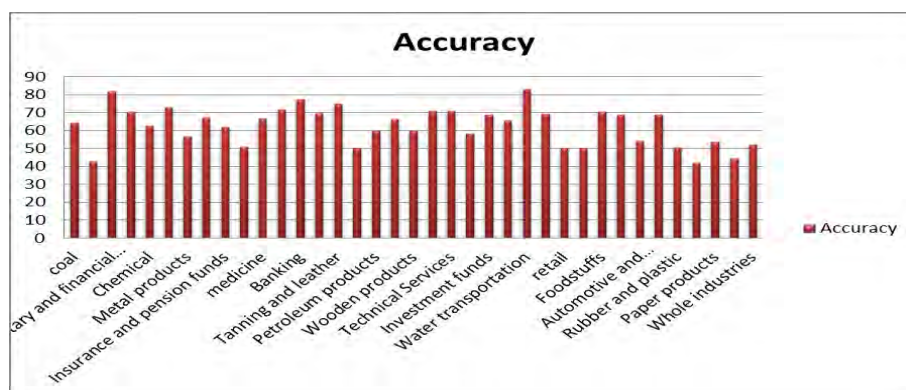 Accuracy
90
80
70
60
50
40
30
20
10
0
coal
ary and financial...
Chemical
Metal products
Insurance and pension funds
medicine
Banking
Tanning and leather
Petroleum products
Wooden products
Technical Services
Investment funds
Water transportation
retail
Foodstuffs
Automotive and...
Rubber and plastic
Paper products
Whole industries
Accuracy